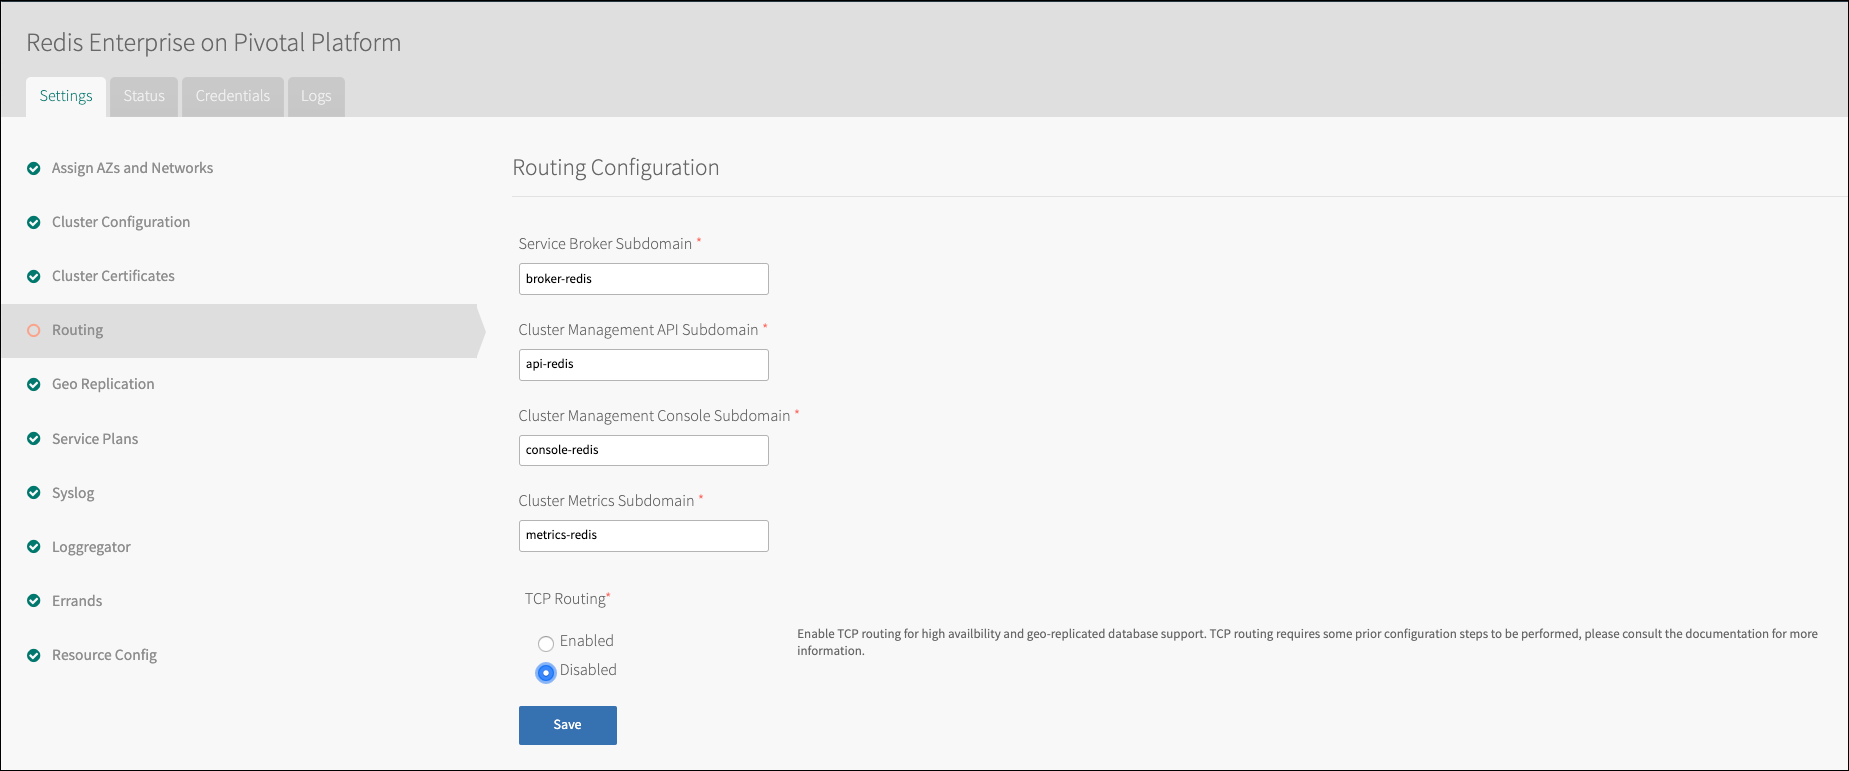 Redis Enterprise on Pivotal Platform
Settings
Status
Credentials
Logs
Assign AZs and Networks
Cluster Configuration
Cluster Certificates
Routing
Geo Replication
Service Plans
Syslog
Loggregator
Errands
Resource Config
Routing Configuration
Service Broker Subdomain *
broker-redis
Cluster Management API Subdomain *
api-redis
Cluster Management Console Subdomain *
console-redis
Cluster Metrics Subdomain *
metrics-redis
TCP Routing*
Enabled
Disabled
Enable TCP routing for high availbility and geo-replicated database support. TCP routing requires some prior configuration steps to be performed, please consult the documentation for more
information.
Save